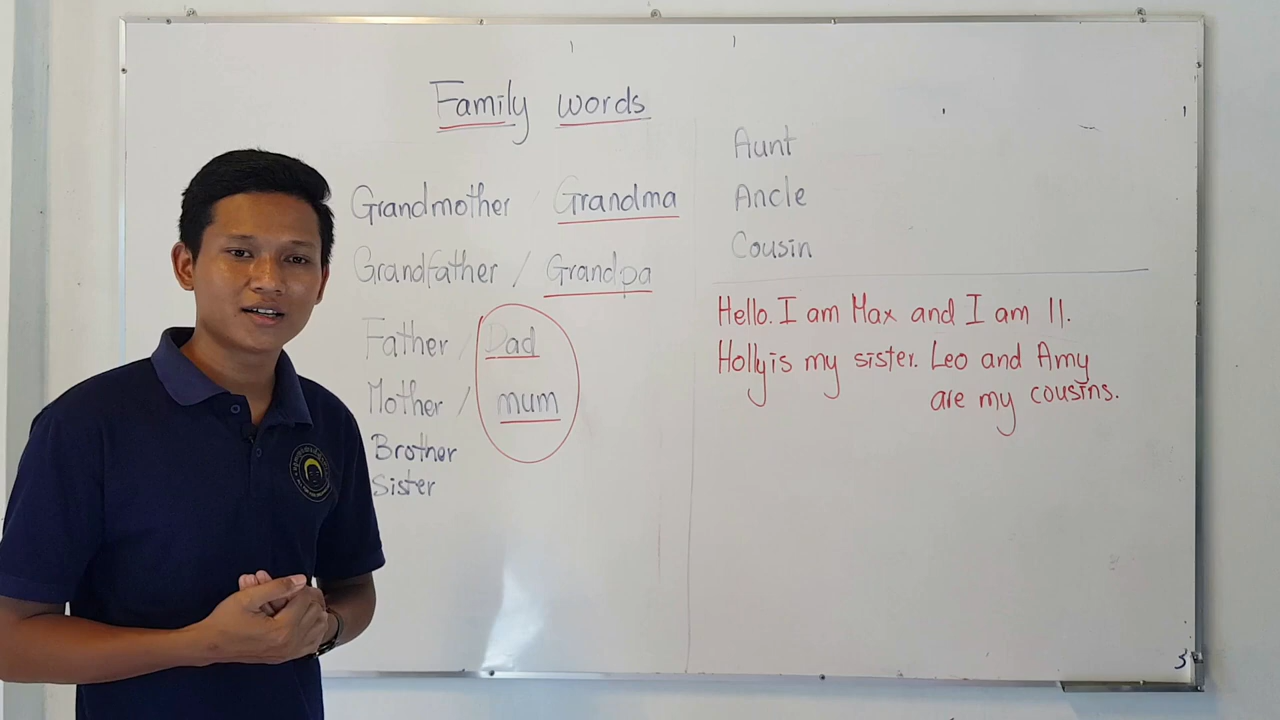 Family words
Grandmother / Grandma
Grandfather / Grandpa
Father / Dad
Mother / mum
Brother
Sister
Aunt
Ancle
Cousin
Hello. I am Max and I am 11.
Holly is my sister. Leo and Amy
are my cousins.
3